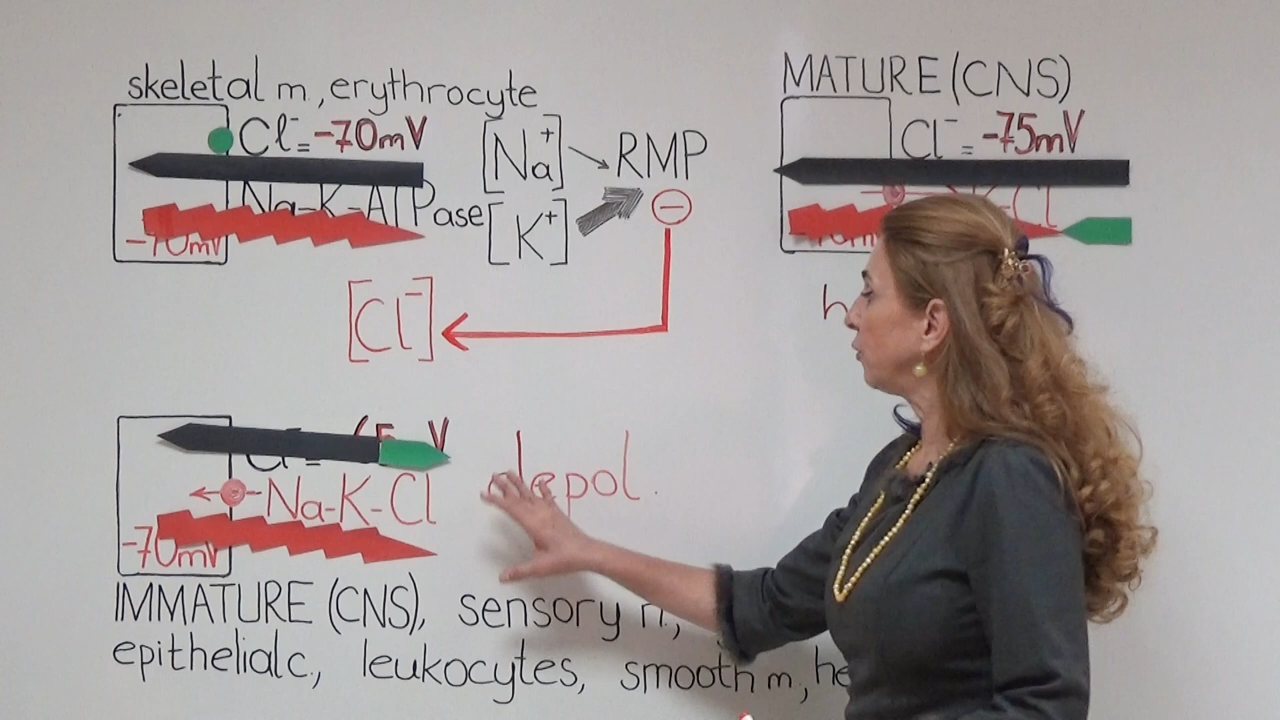 skeletal m., erythrocyte
Cl⁻ = -70mV
Na-K-ATPase
-70mV
[Na⁺]
[K⁺]
RMP
−
[Cl⁻]
MATURE (CNS)
Cl⁻ = -75mV
K-Cl
Na-K-Cl
-70mV
depol.
IMMATURE (CNS), sensory n.,
epithelial c., leukocytes, smooth m.,